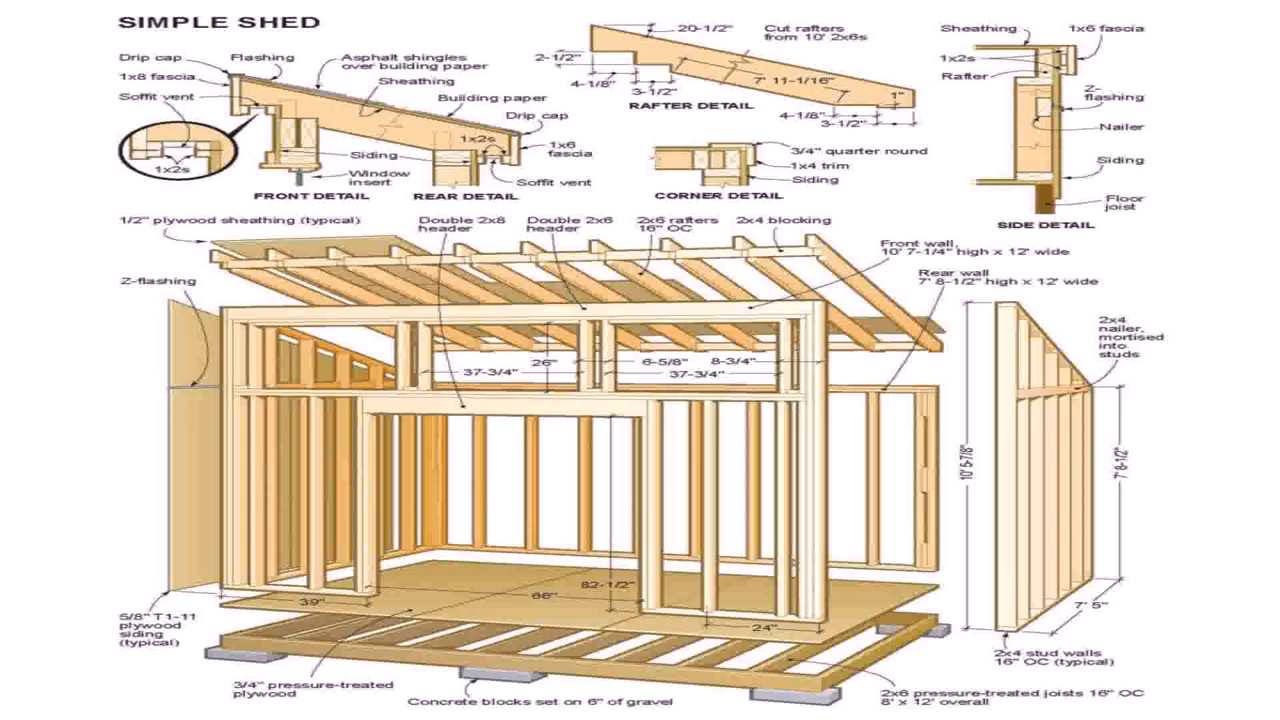 SIMPLE SHED
Drip cap
Flashing
Asphalt shingles
over building paper
1x8 fascia
Sheathing
Soffit vent
Building paper
Drip cap
1x2s
1x6
fascia
1x2s
Siding
Window
insert
Soffit vent
FRONT DETAIL
REAR DETAIL
20-1/2"
Cut rafters
from 10' 2x6s
2-1/2"
4-1/8"
3-1/2"
7' 11-1/16"
1"
4-1/8"
3-1/2"
RAFTER DETAIL
3/4" quarter round
1x4 trim
Siding
CORNER DETAIL
Sheathing
1x6 fascia
1x2s
Rafter
Z-
flashing
Nailer
Siding
Floor
joist
SIDE DETAIL
1/2" plywood sheathing (typical)
Double 2x8
header
Double 2x6
header
2x6 rafters
16" OC
2x4 blocking
Front wall,
10' 7-1/4" high x 12' wide
Rear wall
7' 8-1/2" high x 12' wide
Z-flashing
2x4
nailer,
mortised
into
studs
26"
6-5/8"
8-3/4"
37-3/4"
37-3/4"
10' 5-7/8"
7' 8-1/2"
82-1/2"
39"
66"
24"
7' 5"
5/8" T1-11
plywood
siding
(typical)
2x4 stud walls
16" OC (typical)
3/4" pressure-treated
plywood
Concrete blocks set on 6" of gravel
2x6 pressure-treated joists 16" OC
8' x 12' overall